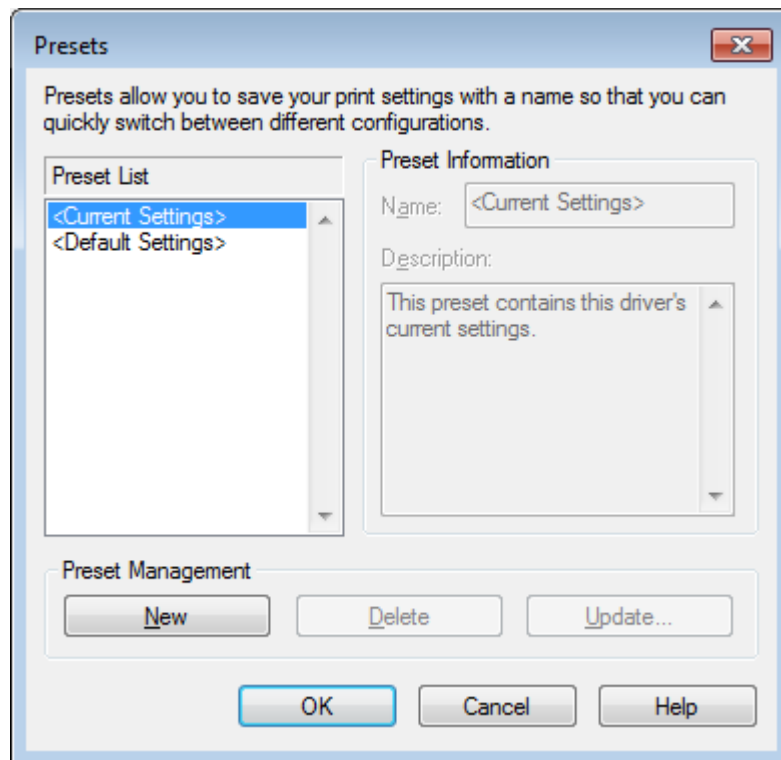 Presets
Presets allow you to save your print settings with a name so that you can
quickly switch between different configurations.
Preset List
<Current Settings>
<Default Settings>
Preset Information
Name: <Current Settings>
Description:
This preset contains this driver's
current settings.
Preset Management
New Delete Update...
OK Cancel Help